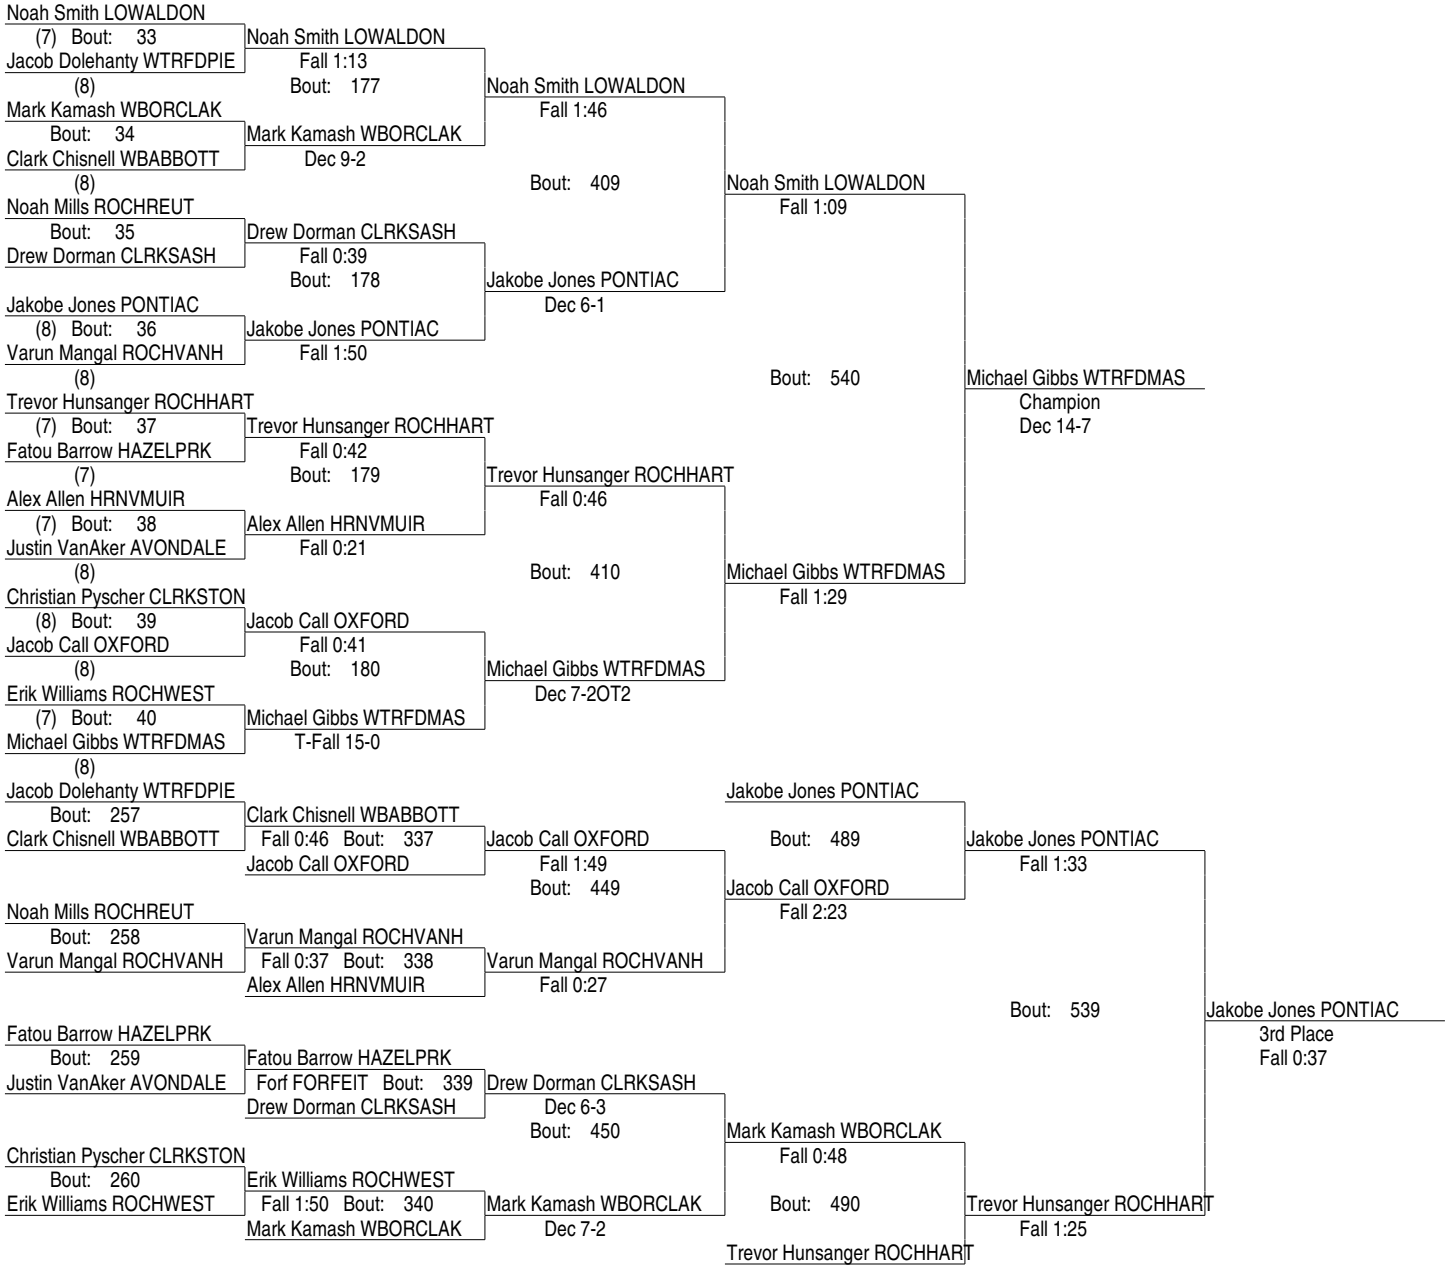 Noah Smith LOWALDON
(7) Bout: 33 Noah Smith LOWALDON
Jacob Dolehanty WTRFDPIE Fall 1:13
(8) Bout: 177 Noah Smith LOWALDON
Mark Kamash WBORCLAK Fall 1:46
Bout: 34 Mark Kamash WBORCLAK
Clark Chisnell WBABBOTT Dec 9-2
(8) Bout: 409 Noah Smith LOWALDON
Noah Mills ROCHREUT Fall 1:09
Bout: 35 Drew Dorman CLRKSASH
Drew Dorman CLRKSASH Fall 0:39
Bout: 178 Jakobe Jones PONTIAC
Jakobe Jones PONTIAC Dec 6-1
(8) Bout: 36 Jakobe Jones PONTIAC
Varun Mangal ROCHVANH Fall 1:50
(8) Bout: 540 Michael Gibbs WTRFDMAS
Trevor Hunsanger ROCHHART Champion
(7) Bout: 37 Trevor Hunsanger ROCHHART Dec 14-7
Fatou Barrow HAZELPRK Fall 0:42
(7) Bout: 179 Trevor Hunsanger ROCHHART
Alex Allen HRNVMUIR Fall 0:46
(7) Bout: 38 Alex Allen HRNVMUIR
Justin VanAker AVONDALE Fall 0:21
(8) Bout: 410 Michael Gibbs WTRFDMAS
Christian Pyscher CLRKSTON Fall 1:29
(8) Bout: 39 Jacob Call OXFORD
Jacob Call OXFORD Fall 0:41
(8) Bout: 180 Michael Gibbs WTRFDMAS
Erik Williams ROCHWEST Dec 7-2OT2
(7) Bout: 40 Michael Gibbs WTRFDMAS
Michael Gibbs WTRFDMAS T-Fall 15-0
(8)
Jacob Dolehanty WTRFDPIE Jakobe Jones PONTIAC
Bout: 257 Clark Chisnell WBABBOTT
Clark Chisnell WBABBOTT Fall 0:46 Bout: 337 Jacob Call OXFORD Bout: 489 Jakobe Jones PONTIAC
Jacob Call OXFORD Fall 1:49 Fall 1:33
Bout: 449 Jacob Call OXFORD
Noah Mills ROCHREUT Fall 2:23
Bout: 258 Varun Mangal ROCHVANH
Varun Mangal ROCHVANH Fall 0:37 Bout: 338 Varun Mangal ROCHVANH
Alex Allen HRNVMUIR Fall 0:27
Bout: 539 Jakobe Jones PONTIAC
Fatou Barrow HAZELPRK 3rd Place
Bout: 259 Fatou Barrow HAZELPRK Fall 0:37
Justin VanAker AVONDALE Forf FORFEIT Bout: 339 Drew Dorman CLRKSASH
Drew Dorman CLRKSASH Dec 6-3
Bout: 450 Mark Kamash WBORCLAK
Christian Pyscher CLRKSTON Fall 0:48
Bout: 260 Erik Williams ROCHWEST
Erik Williams ROCHWEST Fall 1:50 Bout: 340 Mark Kamash WBORCLAK Bout: 490 Trevor Hunsanger ROCHHART
Mark Kamash WBORCLAK Dec 7-2 Fall 1:25
Trevor Hunsanger ROCHHART